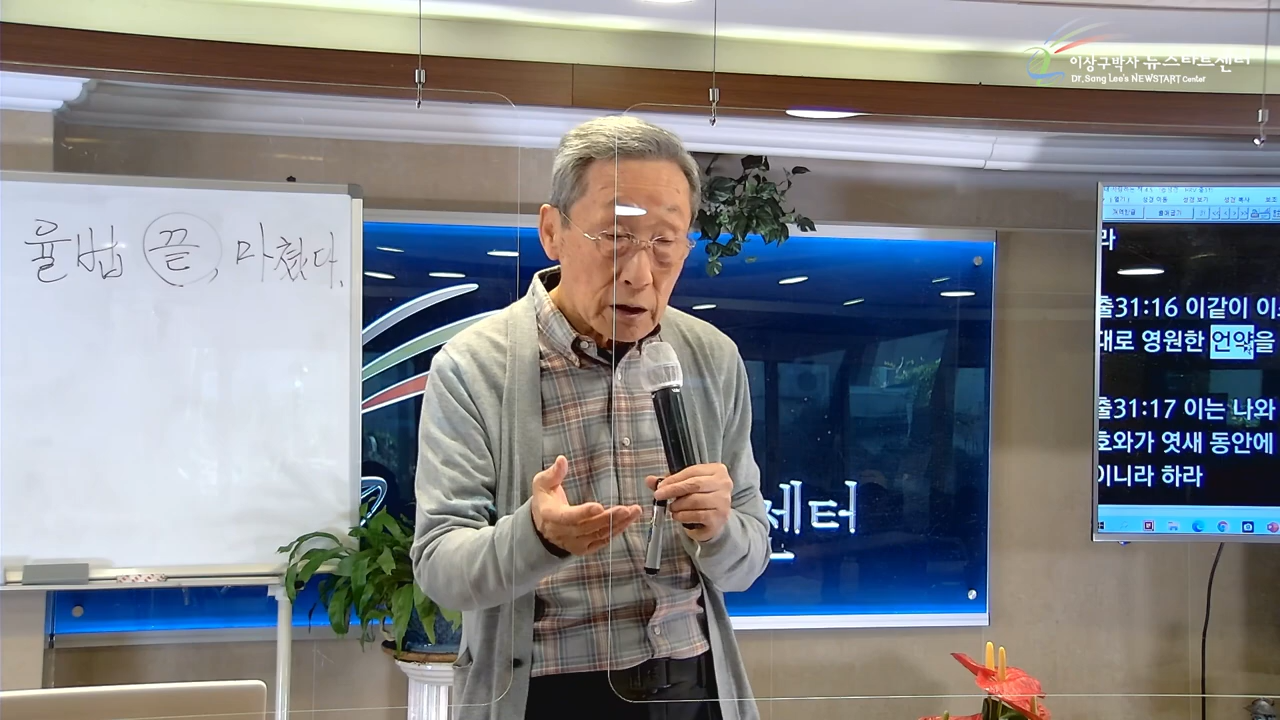 이상구박사 뉴스타트센터
Dr. Sang Lee's NEWSTART Center
율법 끝, 마쳤다.
라
출31:16 이같이 이
대로 영원한 언약을
출31:17 이는 나와
호와가 엿새 동안에
이니라 하라
센터